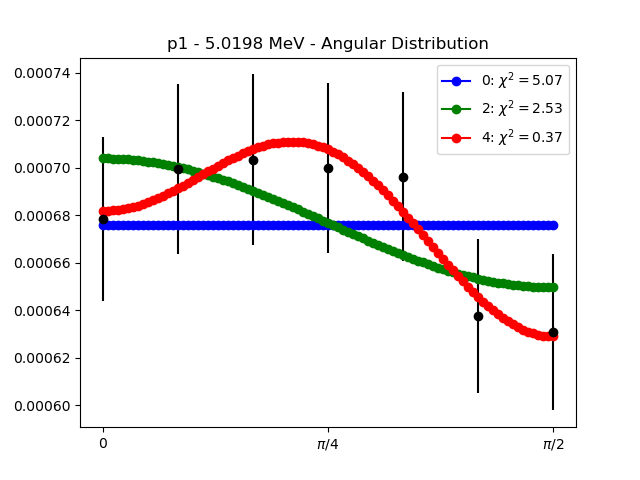 p1 - 5.0198 MeV - Angular Distribution
0: χ² = 5.07
2: χ² = 2.53
4: χ² = 0.37
0.00074
0.00072
0.00070
0.00068
0.00066
0.00064
0.00062
0.00060
0
π/4
π/2